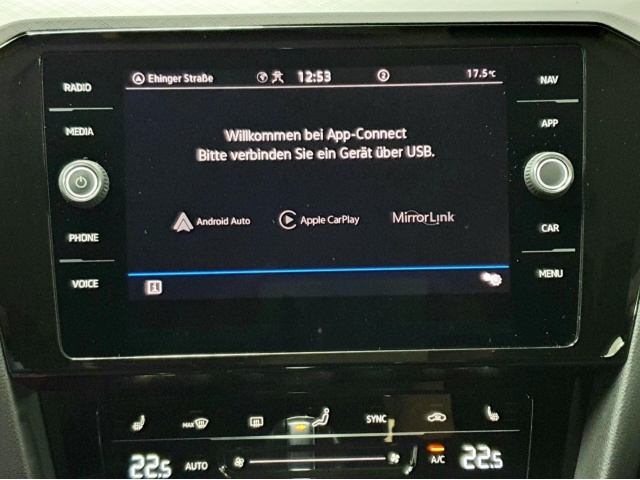 RADIO
MEDIA
PHONE
VOICE
Ehinger Straße 12:53 2 17.5°C
Willkommen bei App-Connect
Bitte verbinden Sie ein Gerät über USB.
Android Auto Apple CarPlay MirrorLink
NAV
APP
CAR
MENU
MAX SYNC
22.5 AUTO A/C 22.5